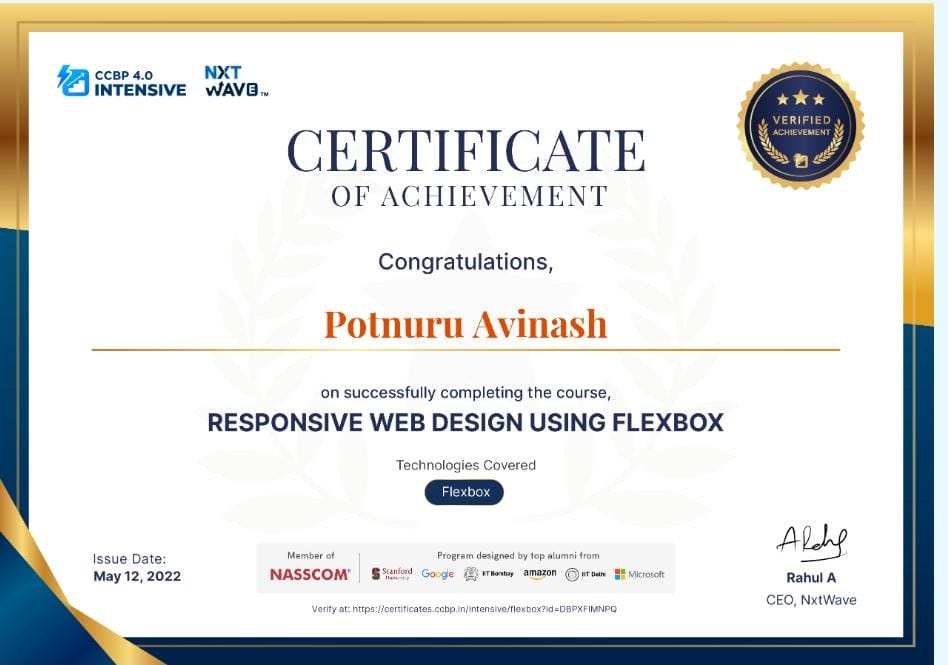 CCBP 4.0
INTENSIVE
NXT
WAVE™
VERIFIED
ACHIEVEMENT
CERTIFICATE
OF ACHIEVEMENT
Congratulations,
Potnuru Avinash
on successfully completing the course,
RESPONSIVE WEB DESIGN USING FLEXBOX
Technologies Covered
Flexbox
Issue Date:
May 12, 2022
Member of
NASSCOM®
Program designed by top alumni from
Stanford
University
Google
IIT Bombay
amazon
IIT Delhi
Microsoft
Verify at: https://certificates.ccbp.in/intensive/flexbox?id=DBPXFIMNPQ
Rahul A
CEO, NxtWave